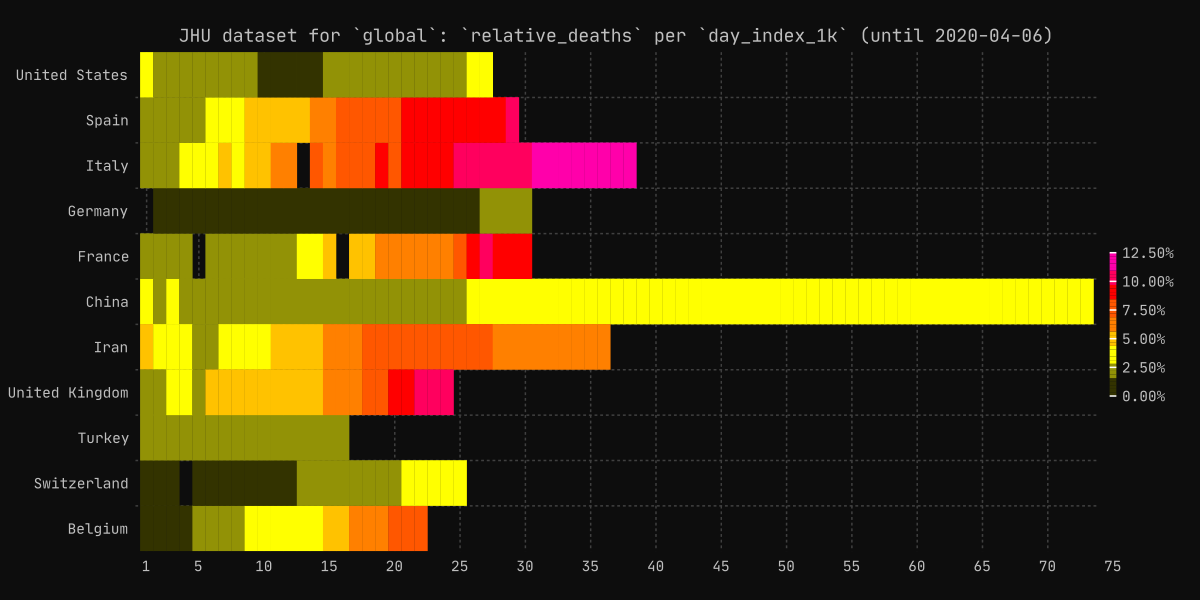 JHU dataset for `global`: `relative_deaths` per `day_index_1k` (until 2020-04-06)
United States
Spain
Italy
Germany
France
China
Iran
United Kingdom
Turkey
Switzerland
Belgium
12.50%
10.00%
7.50%
5.00%
2.50%
0.00%
1 5 10 15 20 25 30 35 40 45 50 55 60 65 70 75